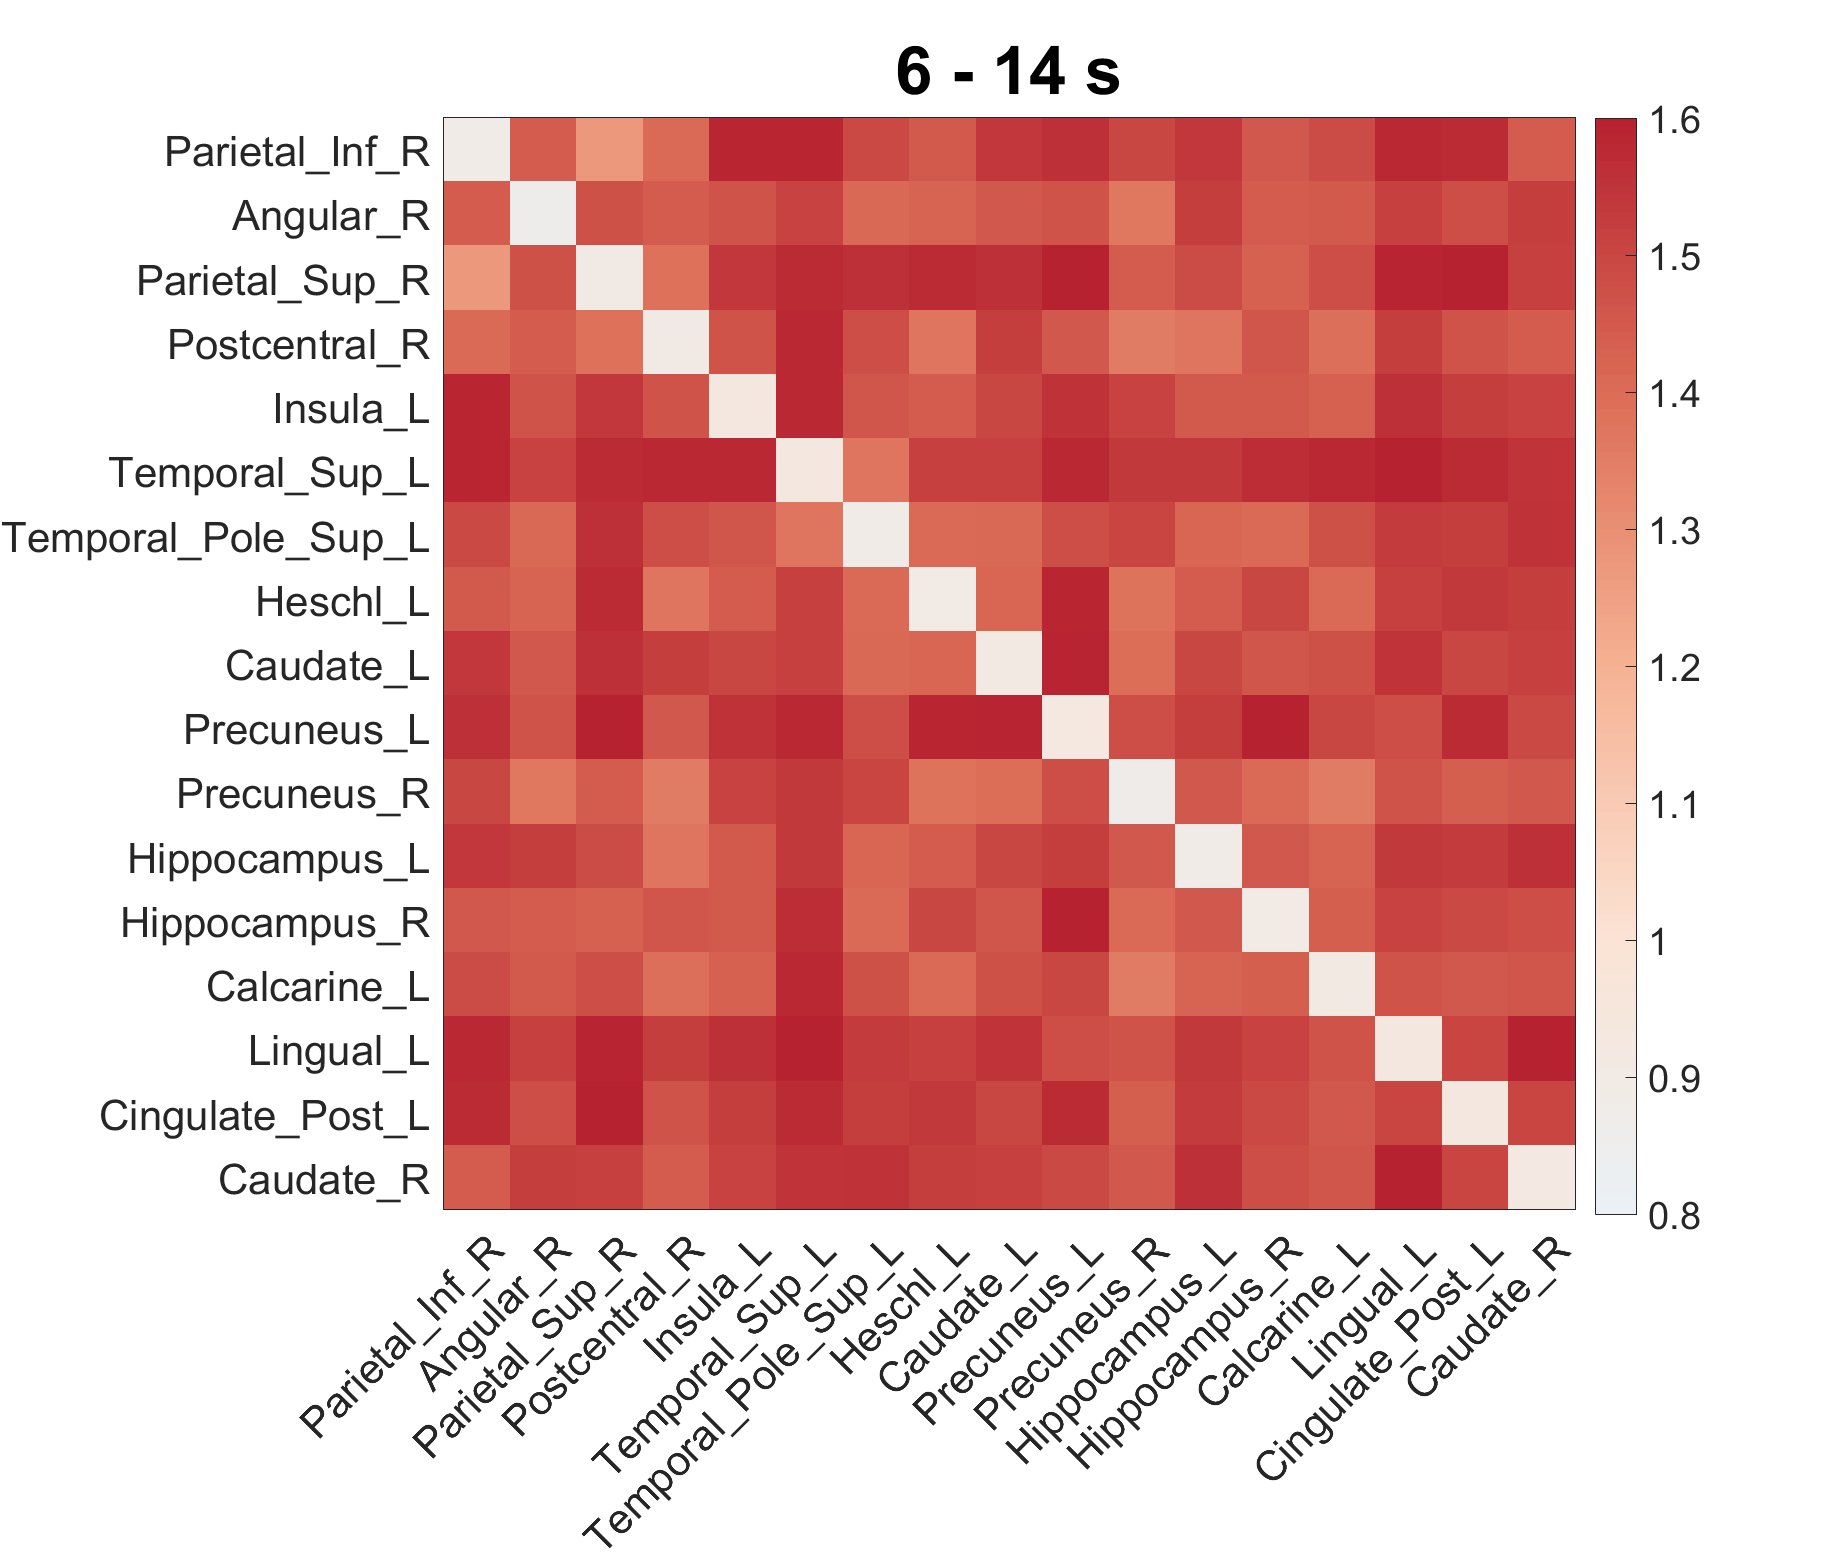 6 - 14 s
Parietal_Inf_R
Angular_R
Parietal_Sup_R
Postcentral_R
Insula_L
Temporal_Sup_L
Temporal_Pole_Sup_L
Heschl_L
Caudate_L
Precuneus_L
Precuneus_R
Hippocampus_L
Hippocampus_R
Calcarine_L
Lingual_L
Cingulate_Post_L
Caudate_R
Parietal_Inf_R
Angular_R
Parietal_Sup_R
Postcentral_R
Insula_L
Temporal_Sup_L
Temporal_Pole_Sup_L
Heschl_L
Caudate_L
Precuneus_L
Precuneus_R
Hippocampus_L
Hippocampus_R
Calcarine_L
Lingual_L
Cingulate_Post_L
Caudate_R
1.6
1.5
1.4
1.3
1.2
1.1
1
0.9
0.8